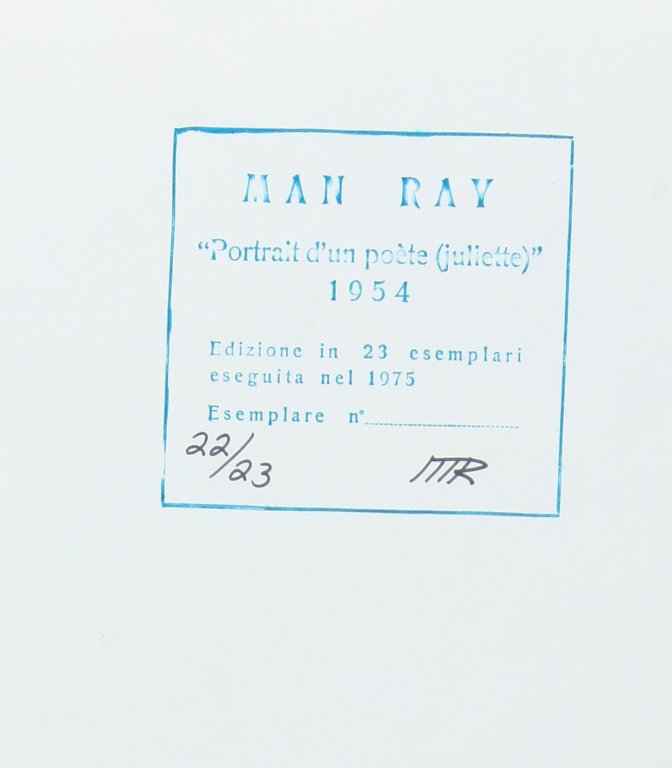 MAN RAY
“Portrait d’un poète (juliette)”
1954
Edizione in 23 esemplari
eseguita nel 1975
Esemplare n°
22/23 MR